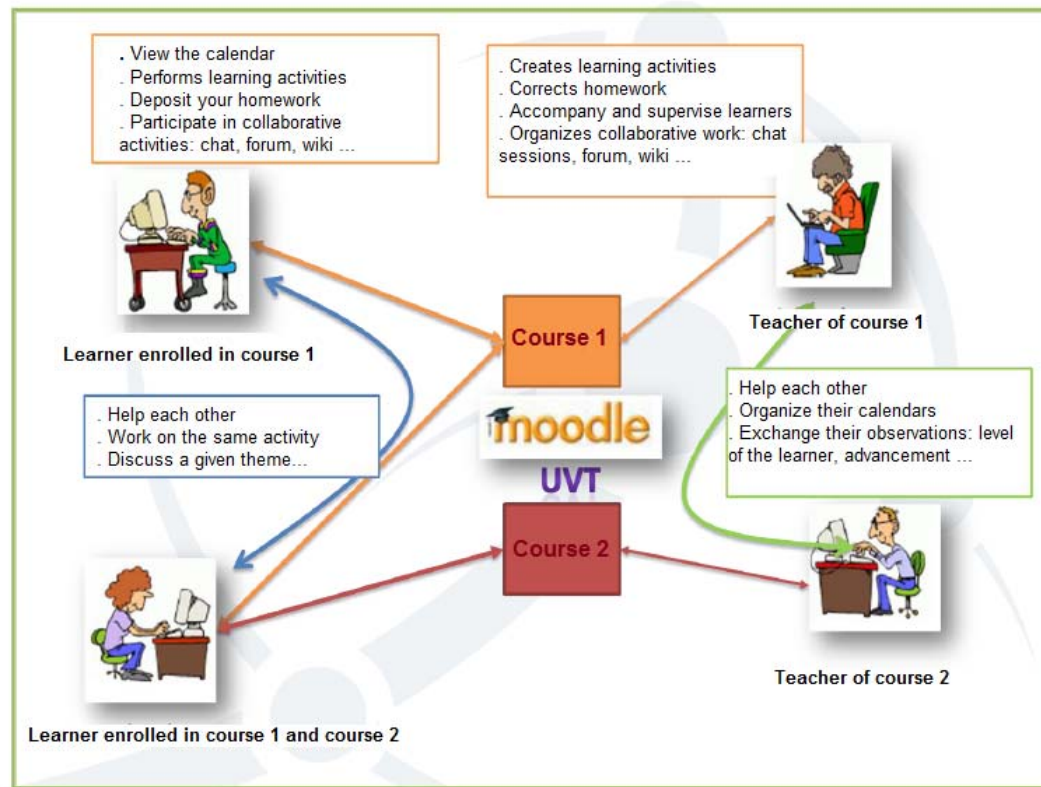 . View the calendar
. Performs learning activities
. Deposit your homework
. Participate in collaborative
activities: chat, forum, wiki ...
. Creates learning activities
. Corrects homework
. Accompany and supervise learners
. Organizes collaborative work: chat
sessions, forum, wiki ...
Learner enrolled in course 1
Course 1
Teacher of course 1
. Help each other
. Work on the same activity
. Discuss a given theme...
moodle
UVT
. Help each other
. Organize their calendars
. Exchange their observations: level
of the learner, advancement ...
Course 2
Learner enrolled in course 1 and course 2
Teacher of course 2